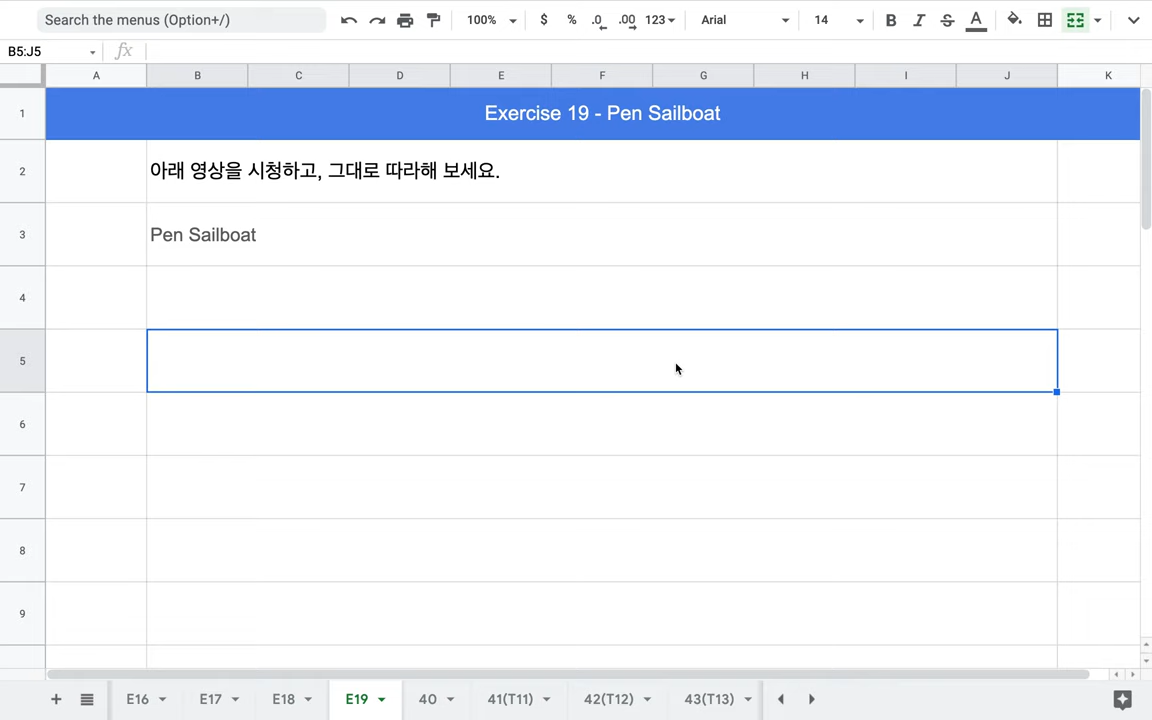 Search the menus (Option+/)
100%
$ % .0 .00 123
Arial
14
B I S A
B5:J5
fx
A B C D E F G H I J K
1 Exercise 19 - Pen Sailboat
2 아래 영상을 시청하고, 그대로 따라해 보세요.
3 Pen Sailboat
4
5
6
7
8
9
+ E16 E17 E18 E19 40 41(T11) 42(T12) 43(T13)